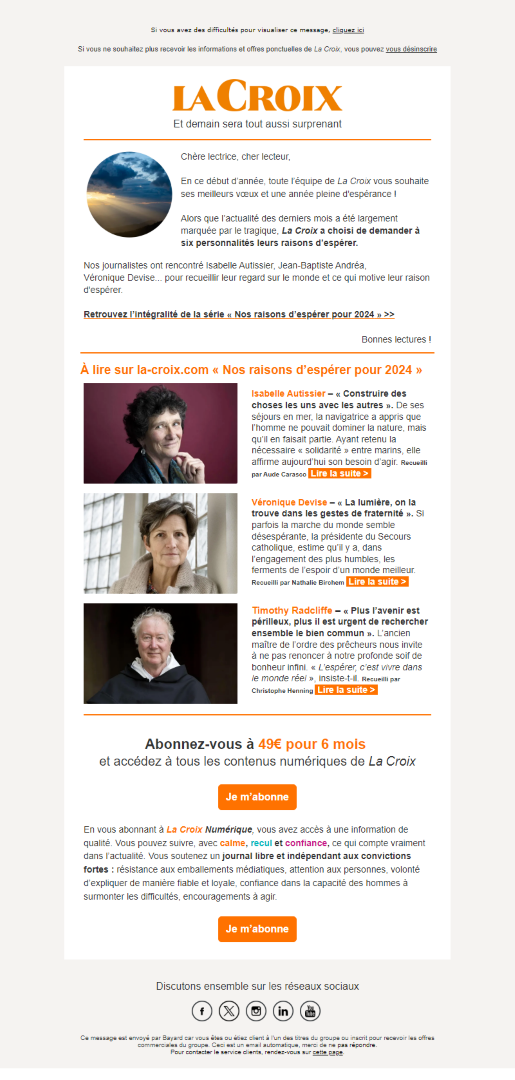 Si vous avez des difficultés pour visualiser ce message, cliquez ici
Si vous ne souhaitez plus recevoir les informations et offres ponctuelles de La Croix, vous pouvez vous désinscrire
LA CROIX
Et demain sera tout aussi surprenant
Chère lectrice, cher lecteur,
En ce début d'année, toute l'équipe de La Croix vous souhaite
ses meilleurs vœux et une année pleine d'espérance !
Alors que l'actualité des derniers mois a été largement
marquée par le tragique, La Croix a choisi de demander à
six personnalités leurs raisons d'espérer.
Nos journalistes ont rencontré Isabelle Autissier, Jean-Baptiste Andréa,
Véronique Devise... pour recueillir leur regard sur le monde et ce qui motive leur raison
d'espérer.
Retrouvez l'intégralité de la série « Nos raisons d'espérer pour 2024 » >>
Bonnes lectures !
À lire sur la-croix.com « Nos raisons d'espérer pour 2024 »
Isabelle Autissier – « Construire des
choses les uns avec les autres ». De ses
séjours en mer, la navigatrice a appris que
l'homme ne pouvait dominer la nature, mais
qu'il en faisait partie. Ayant retenu la
nécessaire « solidarité » entre marins, elle
affirme aujourd'hui son besoin d'agir. Recueilli
par Aude Carasco Lire la suite >
Véronique Devise – « La lumière, on la
trouve dans les gestes de fraternité ». Si
parfois la marche du monde semble
désespérante, la présidente du Secours
catholique, estime qu'il y a, dans
l'engagement des plus humbles, les
ferments de l'espoir d'un monde meilleur.
Recueilli par Nathalie Birchem Lire la suite >
Timothy Radcliffe – « Plus l'avenir est
périlleux, plus il est urgent de rechercher
ensemble le bien commun ». L'ancien
maître de l'ordre des prêcheurs nous invite
à ne pas renoncer à notre profonde soif de
bonheur infini. « L'espérer, c'est vivre dans
le monde réel », insiste-t-il. Recueilli par
Christophe Henning Lire la suite >
Abonnez-vous à 49€ pour 6 mois
et accédez à tous les contenus numériques de La Croix
Je m'abonne
En vous abonnant à La Croix Numérique, vous avez accès à une information de
qualité. Vous pouvez suivre, avec calme, recul et confiance, ce qui compte vraiment
dans l'actualité. Vous soutenez un journal libre et indépendant aux convictions
fortes : résistance aux emballements médiatiques, attention aux personnes, volonté
d'expliquer de manière fiable et loyale, confiance dans la capacité des hommes à
surmonter les difficultés, encouragements à agir.
Je m'abonne
Discutons ensemble sur les réseaux sociaux
Ce message est envoyé par Bayard car vous êtes ou étiez client à l'un des titres du groupe ou inscrit pour recevoir les offres
commerciales du groupe. Ceci est un email automatique, merci de ne pas répondre.
Pour contacter le service clients, rendez-vous sur cette page.